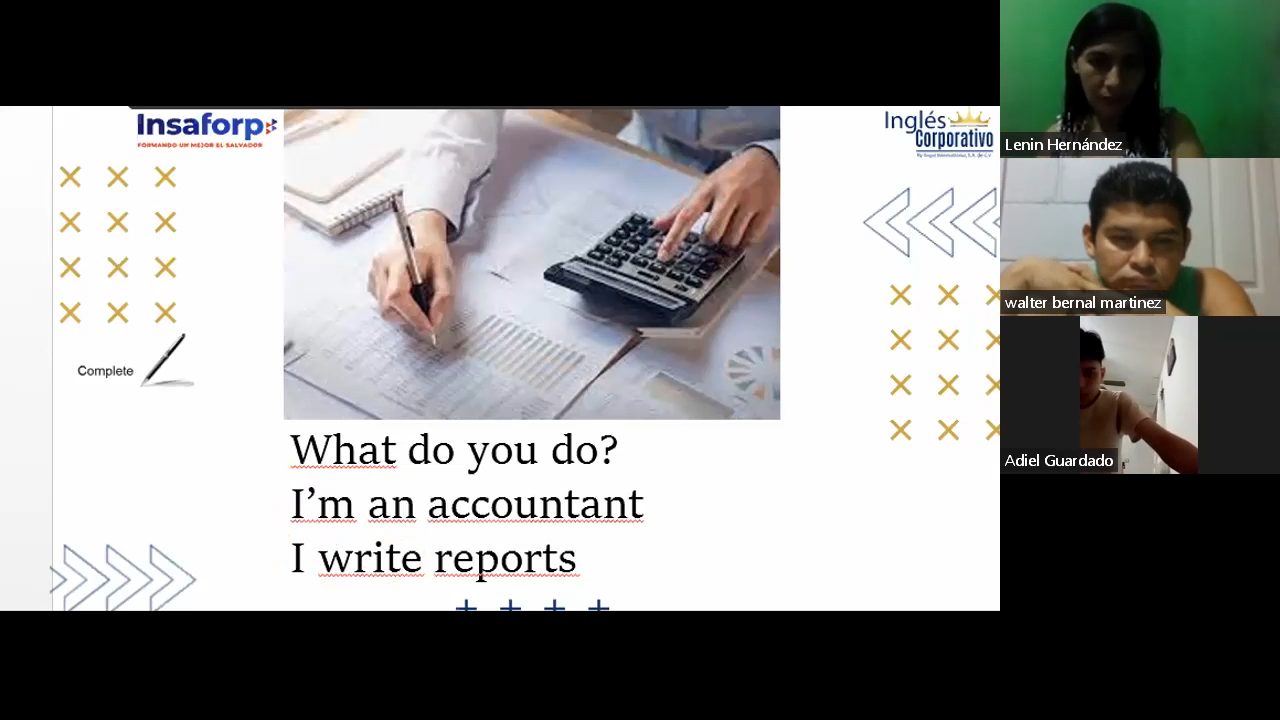 Insaforp
FORMANDO UN MEJOR EL SALVADOR
Inglés
Corporativo
Complete
What do you do?
I'm an accountant
I write reports
Lenin Hernández
walter bernal martinez
Adiel Guardado